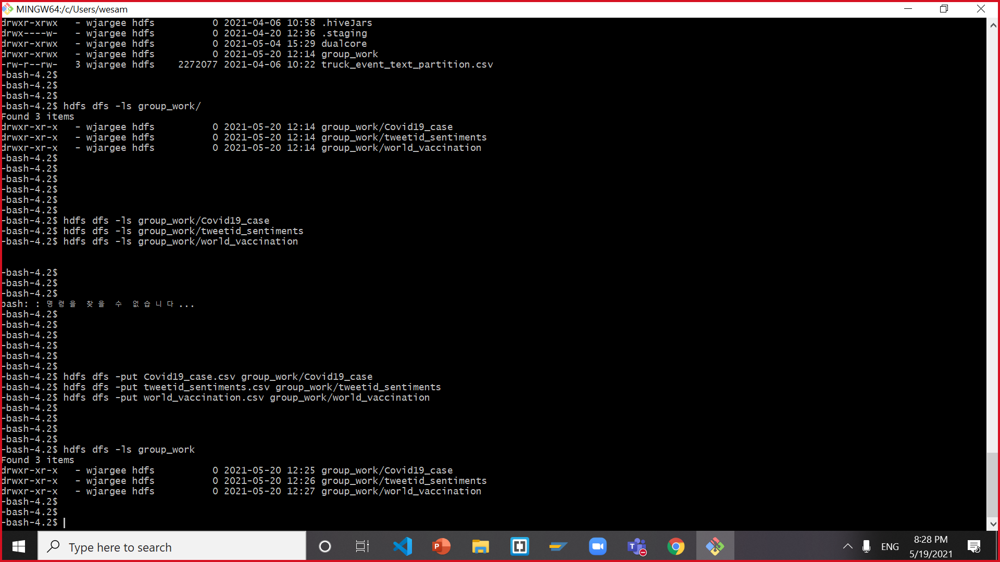 MINGW64:/c/Users/wesam
drwxr-xrwx   - wjargee hdfs          0 2021-04-06 10:58 .hiveJars
drwx----w-   - wjargee hdfs          0 2021-04-20 12:36 .staging
drwxr-xrwx   - wjargee hdfs          0 2021-05-04 15:29 dualcore
drwxr-xrwx   - wjargee hdfs          0 2021-05-20 12:14 group_work
-rw-r--rw-   3 wjargee hdfs    2272077 2021-04-06 10:22 truck_event_text_partition.csv
-bash-4.2$
-bash-4.2$
-bash-4.2$
-bash-4.2$ hdfs dfs -ls group_work/
Found 3 items
drwxr-xr-x   - wjargee hdfs          0 2021-05-20 12:14 group_work/Covid19_case
drwxr-xr-x   - wjargee hdfs          0 2021-05-20 12:14 group_work/tweetid_sentiments
drwxr-xr-x   - wjargee hdfs          0 2021-05-20 12:14 group_work/world_vaccination
-bash-4.2$
-bash-4.2$
-bash-4.2$
-bash-4.2$
-bash-4.2$
-bash-4.2$
-bash-4.2$ hdfs dfs -ls group_work/Covid19_case
-bash-4.2$ hdfs dfs -ls group_work/tweetid_sentiments
-bash-4.2$ hdfs dfs -ls group_work/world_vaccination
-bash-4.2$
-bash-4.2$
-bash-4.2$
bash: : 명령을 찾을 수 없습니다...
-bash-4.2$
-bash-4.2$
-bash-4.2$
-bash-4.2$
-bash-4.2$
-bash-4.2$
-bash-4.2$ hdfs dfs -put Covid19_case.csv group_work/Covid19_case
-bash-4.2$ hdfs dfs -put tweetid_sentiments.csv group_work/tweetid_sentiments
-bash-4.2$ hdfs dfs -put world_vaccination.csv group_work/world_vaccination
-bash-4.2$
-bash-4.2$
-bash-4.2$
-bash-4.2$
-bash-4.2$ hdfs dfs -ls group_work
Found 3 items
drwxr-xr-x   - wjargee hdfs          0 2021-05-20 12:25 group_work/Covid19_case
drwxr-xr-x   - wjargee hdfs          0 2021-05-20 12:26 group_work/tweetid_sentiments
drwxr-xr-x   - wjargee hdfs          0 2021-05-20 12:27 group_work/world_vaccination
-bash-4.2$
-bash-4.2$
-bash-4.2$
Type here to search
ENG
8:28 PM
5/19/2021